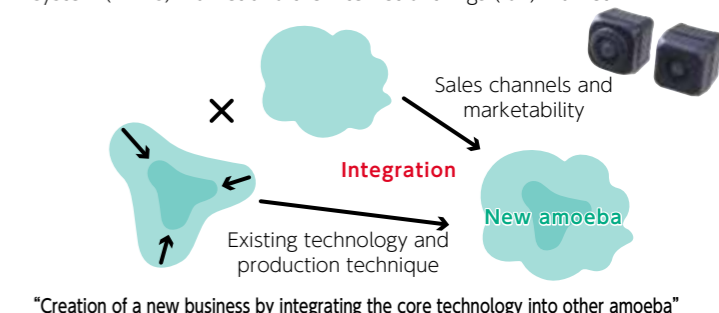 Sales channels and
marketability
Integration
New amoeba
Existing technology and
production technique
“Creation of a new business by integrating the core technology into other amoeba”